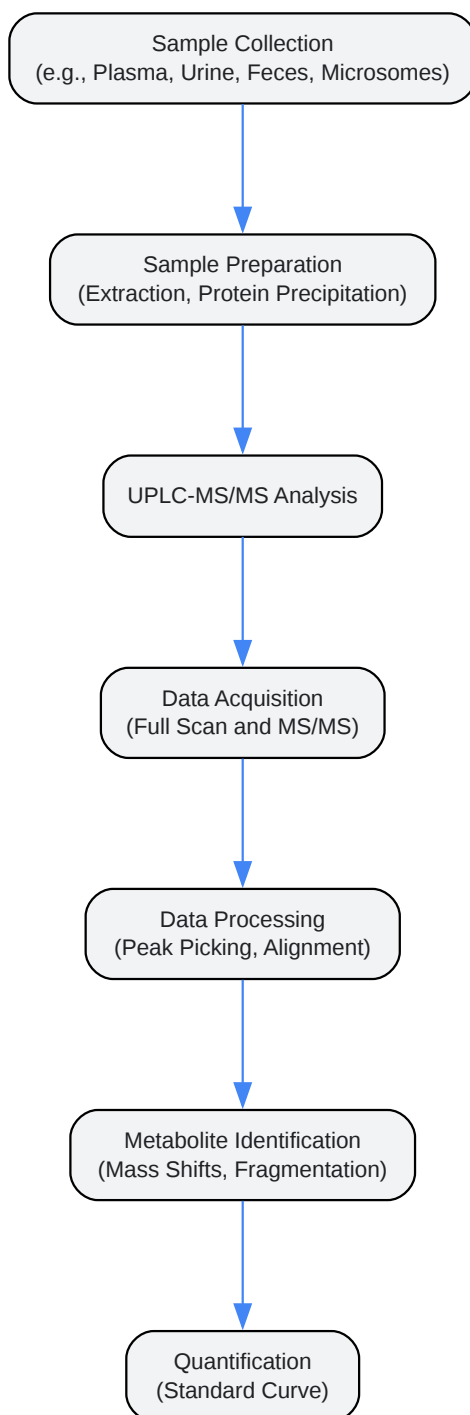 Sample Collection
(e.g., Plasma, Urine, Feces, Microsomes)
Sample Preparation
(Extraction, Protein Precipitation)
UPLC-MS/MS Analysis
Data Acquisition
(Full Scan and MS/MS)
Data Processing
(Peak Picking, Alignment)
Metabolite Identification
(Mass Shifts, Fragmentation)
Quantification
(Standard Curve)